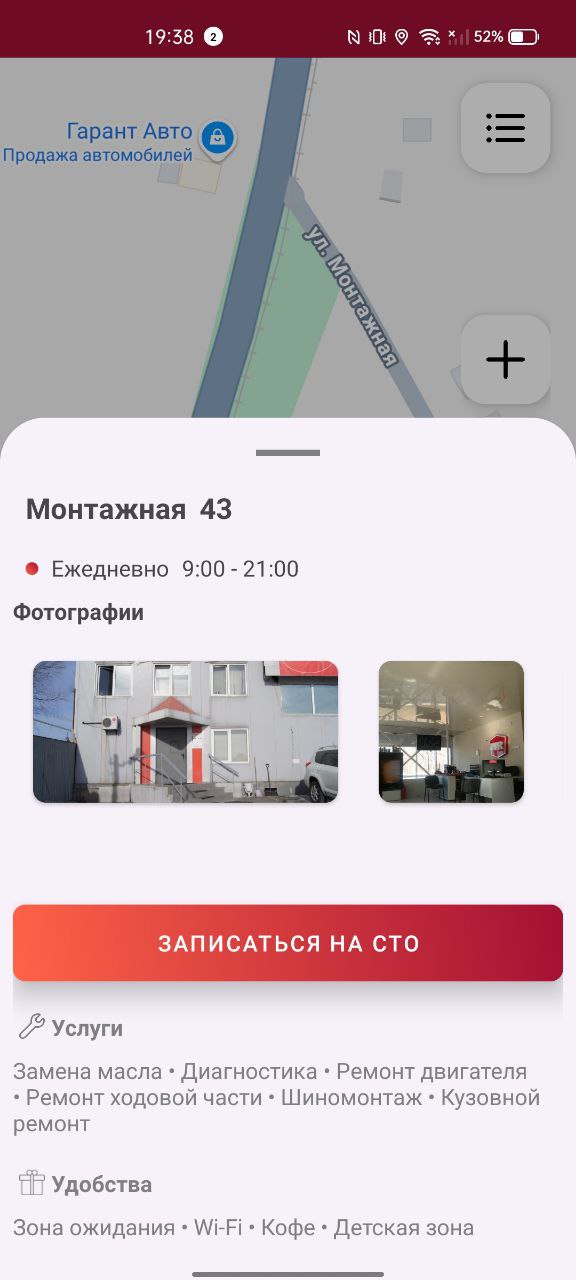 19:38 2 52%
Гарант Авто
Продажа автомобилей
ул. Монтажная
Монтажная 43
Ежедневно 9:00 - 21:00
Фотографии
ЗАПИСАТЬСЯ НА СТО
Услуги
Замена масла • Диагностика • Ремонт двигателя
• Ремонт ходовой части • Шиномонтаж • Кузовной
ремонт
Удобства
Зона ожидания • Wi-Fi • Кофе • Детская зона